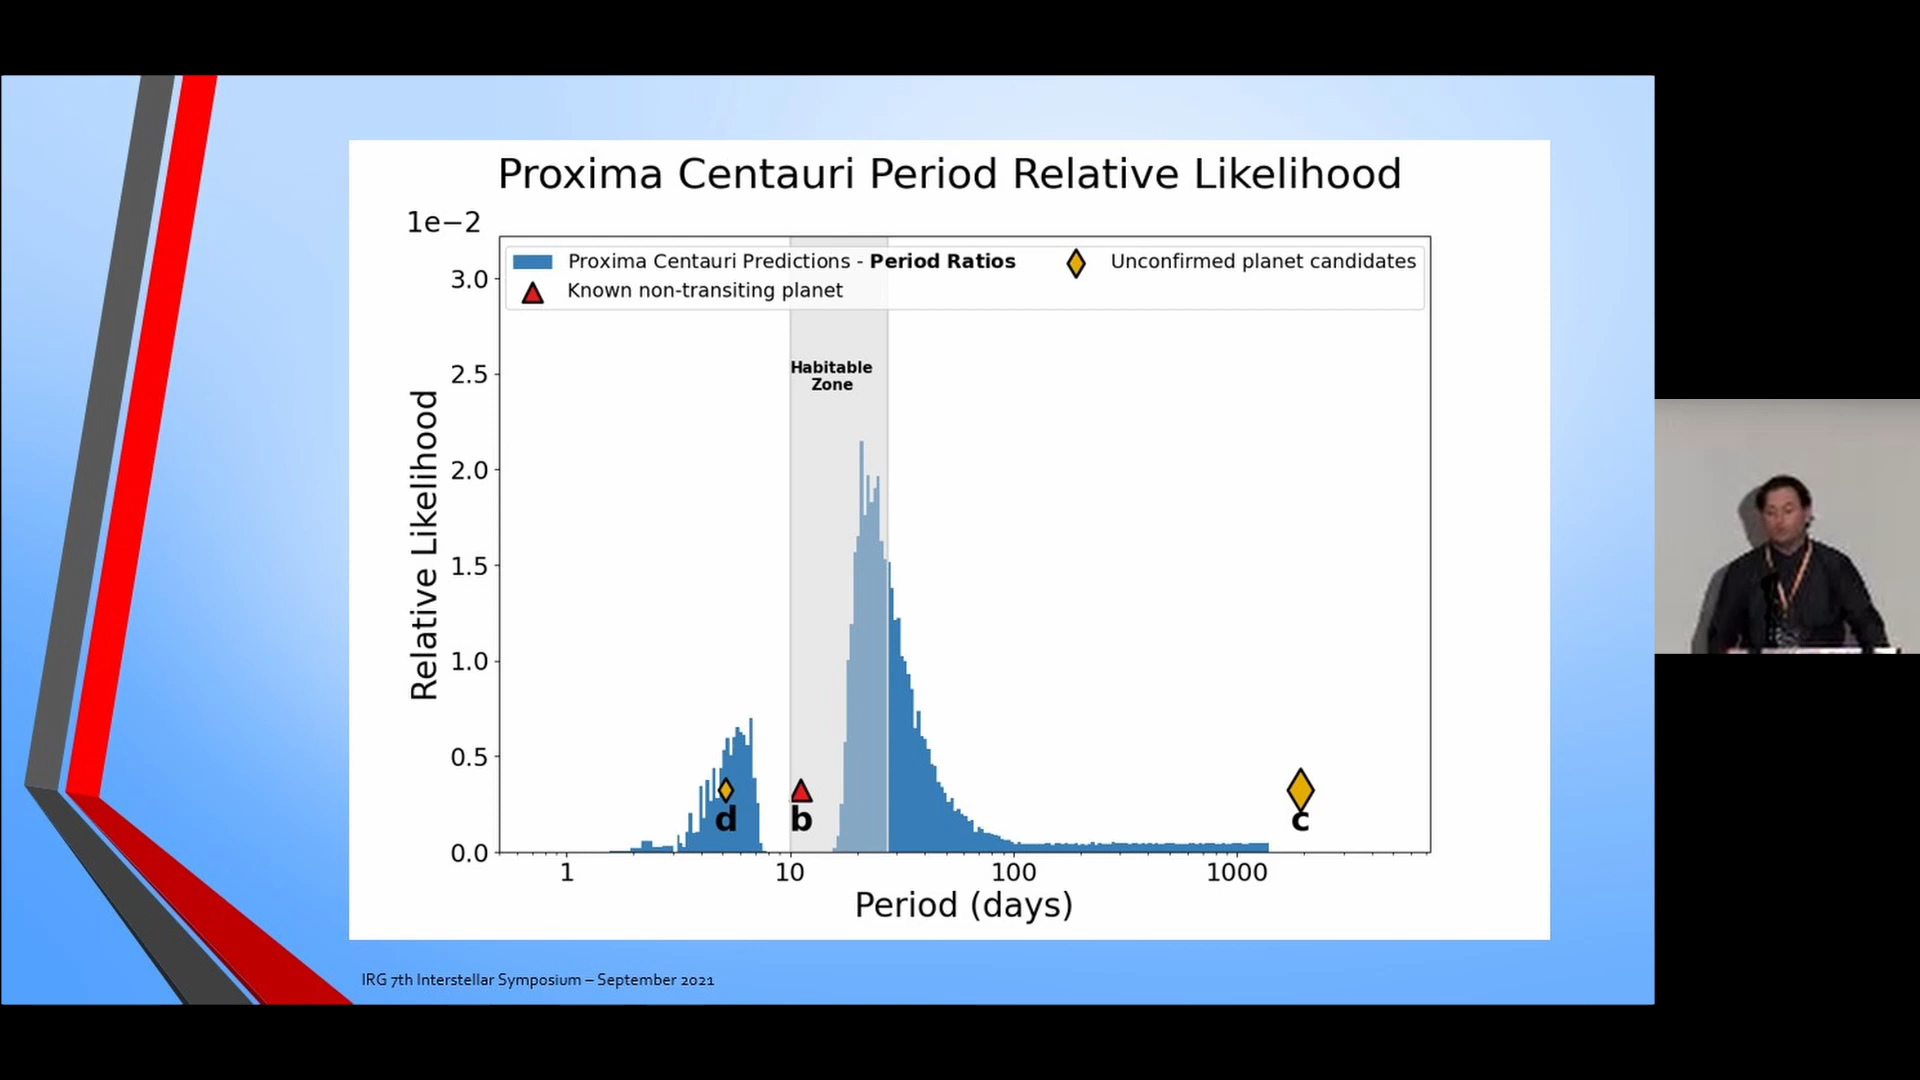 Proxima Centauri Period Relative Likelihood
1e−2
Proxima Centauri Predictions - Period Ratios
Unconfirmed planet candidates
Known non-transiting planet
3.0
2.5
2.0
1.5
1.0
0.5
0.0
Relative Likelihood
Habitable
Zone
d
b
c
1
10
100
1000
Period (days)
IRG 7th Interstellar Symposium – September 2021